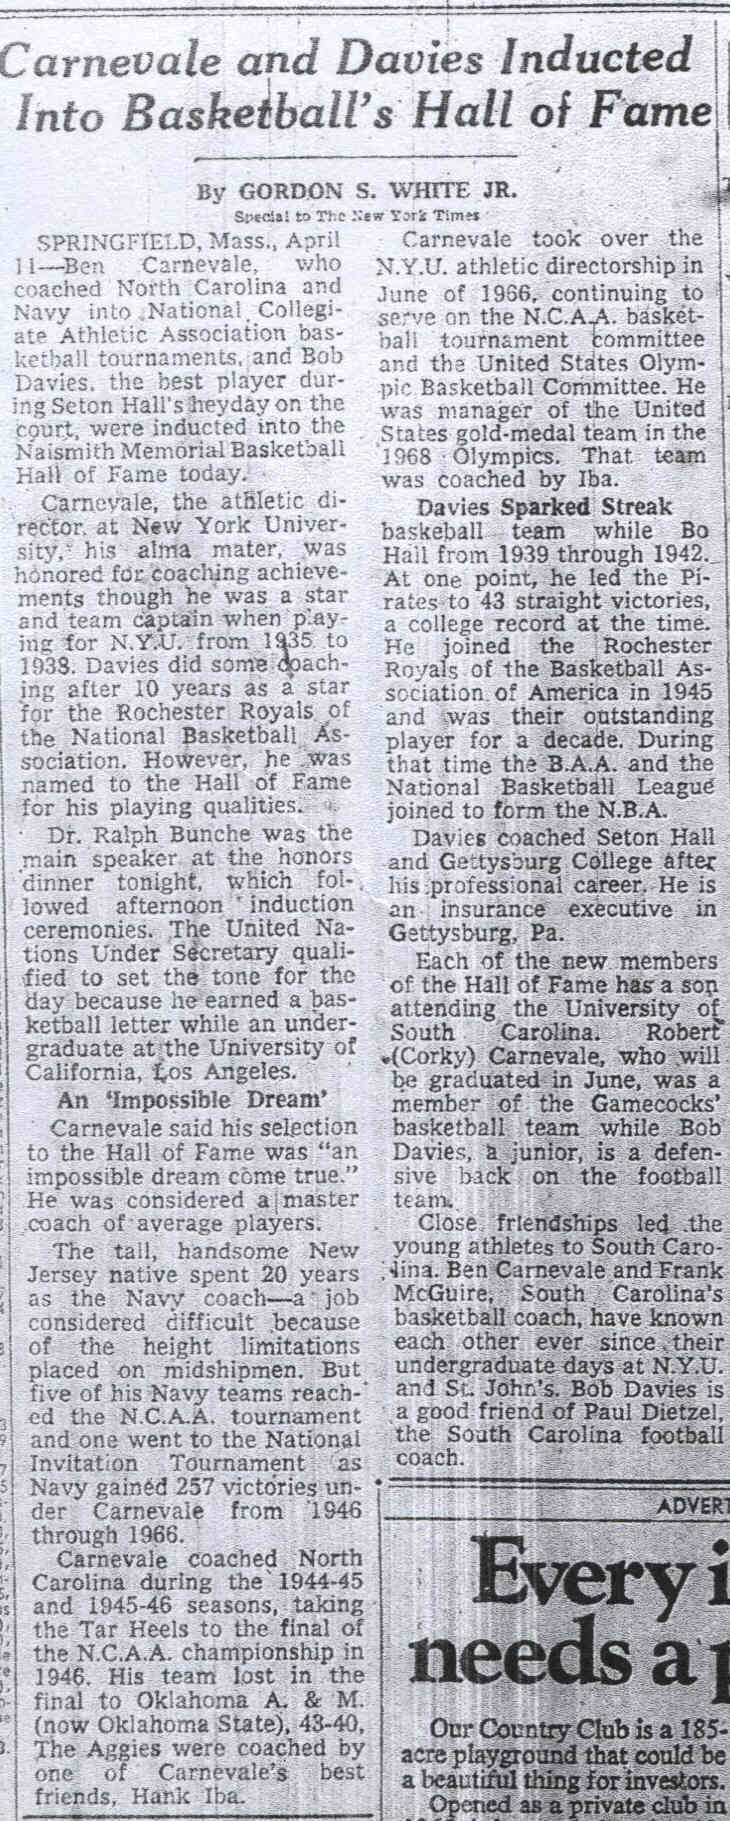 Carnevale and Davies Inducted
Into Basketball's Hall of Fame
By GORDON S. WHITE JR.
Special to The New York Times
SPRINGFIELD, Mass., April
11—Ben Carnevale, who
coached North Carolina and
Navy into National Collegi-
ate Athletic Association bas-
ketball tournaments, and Bob
Davies, the best player dur-
ing Seton Hall's heyday on the
court, were inducted into the
Naismith Memorial Basketball
Hall of Fame today.
Carnevale, the athletic di-
rector at New York Univer-
sity, his alma mater, was
honored for coaching achieve-
ments though he was a star
and team captain when play-
ing for N.Y.U. from 1935 to
1938. Davies did some coach-
ing after 10 years as a star
for the Rochester Royals of
the National Basketball As-
sociation. However, he was
named to the Hall of Fame
for his playing qualities.
Dr. Ralph Bunche was the
main speaker at the honors
dinner tonight, which fol-
lowed afternoon induction
ceremonies. The United Na-
tions Under Secretary quali-
fied to set the tone for the
day because he earned a bas-
ketball letter while an under-
graduate at the University of
California, Los Angeles.
An 'Impossible Dream'
Carnevale said his selection
to the Hall of Fame was "an
impossible dream come true."
He was considered a master
coach of average players.
The tall, handsome New
Jersey native spent 20 years
as the Navy coach—a job
considered difficult because
of the height limitations
placed on midshipmen. But
five of his Navy teams reach-
ed the N.C.A.A. tournament
and one went to the National
Invitation Tournament as
Navy gained 257 victories un-
der Carnevale from 1946
through 1966.
Carnevale coached North
Carolina during the 1944-45
and 1945-46 seasons, taking
the Tar Heels to the final of
the N.C.A.A. championship in
1946. His team lost in the
final to Oklahoma A. & M.
(now Oklahoma State), 43-40,
The Aggies were coached by
one of Carnevale's best
friends, Hank Iba.
Carnevale took over the
N.Y.U. athletic directorship in
June of 1966, continuing to
serve on the N.C.A.A. basket-
ball tournament committee
and the United States Olym-
pic Basketball Committee. He
was manager of the United
States gold-medal team in the
1968 Olympics. That team
was coached by Iba.
Davies Sparked Streak
baskeball team while Bo
Hall from 1939 through 1942.
At one point, he led the Pi-
rates to 43 straight victories,
a college record at the time.
He joined the Rochester
Royals of the Basketball As-
sociation of America in 1945
and was their outstanding
player for a decade. During
that time the B.A.A. and the
National Basketball League
joined to form the N.B.A.
Davies coached Seton Hall
and Gettysburg College after
his professional career. He is
an insurance executive in
Gettysburg, Pa.
Each of the new members
of the Hall of Fame has a son
attending the University of
South Carolina. Robert
(Corky) Carnevale, who will
be graduated in June, was a
member of the Gamecocks'
basketball team while Bob
Davies, a junior, is a defen-
sive back on the football
team.
Close friendships led the
young athletes to South Caro-
lina. Ben Carnevale and Frank
McGuire, South Carolina's
basketball coach, have known
each other ever since their
undergraduate days at N.Y.U.
and St. John's. Bob Davies is
a good friend of Paul Dietzel,
the South Carolina football
coach.
ADVERT
Every i
needs a p
Our Country Club is a 185-
acre playground that could be
a beautiful thing for investors.
Opened as a private club in